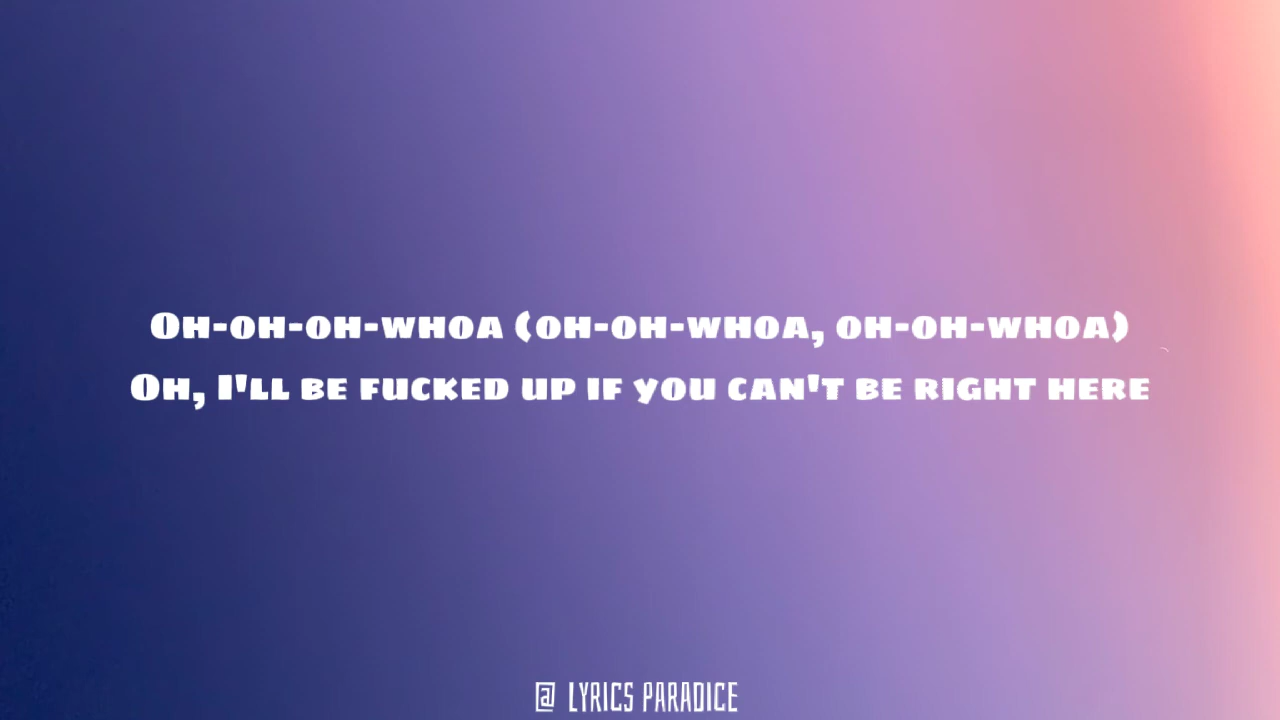 Oh-oh-oh-whoa (oh-oh-whoa, oh-oh-whoa)
Oh, I'll be fucked up if you can't be right here
@ LYRICS PARADICE